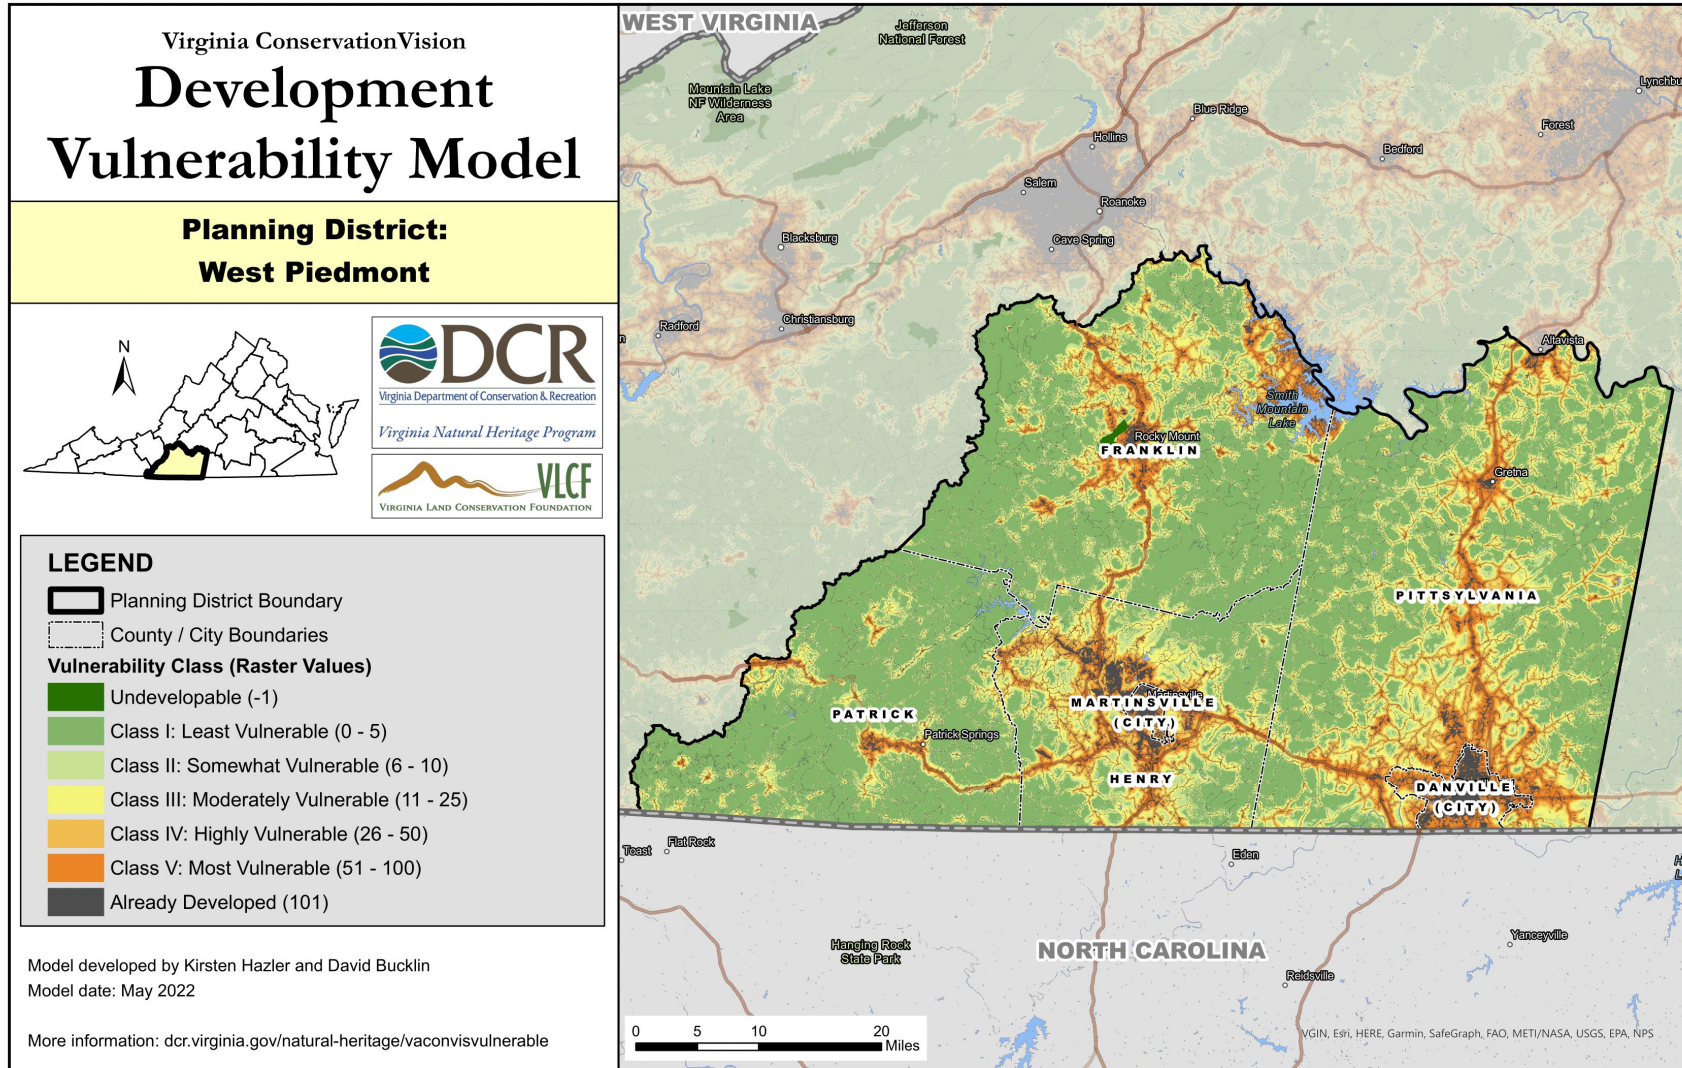 Virginia ConservationVision
Development
Vulnerability Model
Planning District:
West Piedmont
N
DCR
Virginia Department of Conservation & Recreation
Virginia Natural Heritage Program
VLCF
VIRGINIA LAND CONSERVATION FOUNDATION
LEGEND
Planning District Boundary
County / City Boundaries
Vulnerability Class (Raster Values)
Undevelopable (-1)
Class I: Least Vulnerable (0 - 5)
Class II: Somewhat Vulnerable (6 - 10)
Class III: Moderately Vulnerable (11 - 25)
Class IV: Highly Vulnerable (26 - 50)
Class V: Most Vulnerable (51 - 100)
Already Developed (101)
Model developed by Kirsten Hazler and David Bucklin
Model date: May 2022
More information: dcr.virginia.gov/natural-heritage/vaconvisvulnerable
WEST VIRGINIA
Jefferson
National Forest
Mountain Lake
NF Wilderness
Area
Lynchbu
Blue Ridge
Forest
Hollins
Bedford
Salem
Roanoke
Blacksburg
Cave Spring
Christiansburg
Radford
n
Altavista
Smith
Mountain
Lake
Rocky Mount
FRANKLIN
Gretna
PITTSYLVANIA
Martinsville
MARTINSVILLE
(CITY)
PATRICK
Patrick Springs
HENRY
DANVILLE
(CITY)
Toast
Flat Rock
Eden
H
L
Hanging Rock
State Park
NORTH CAROLINA
Yanceyville
Reidsville
0 5 10 20
Miles
VGIN, Esri, HERE, Garmin, SafeGraph, FAO, METI/NASA, USGS, EPA, NPS